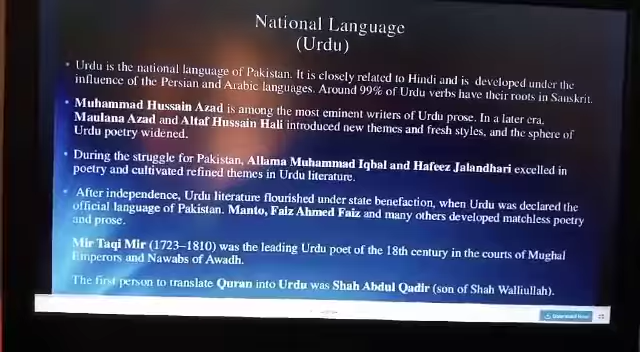 National Language
(Urdu)
• Urdu is the national language of Pakistan. It is closely related to Hindi and is developed under the
influence of the Persian and Arabic languages. Around 99% of Urdu verbs have their roots in Sanskrit.
• Muhammad Hussain Azad is among the most eminent writers of Urdu prose. In a later era,
Maulana Azad and Altaf Hussain Hali introduced new themes and fresh styles, and the sphere of
Urdu poetry widened.
• During the struggle for Pakistan, Allama Muhammad Iqbal and Hafeez Jalandhari excelled in
poetry and cultivated refined themes in Urdu literature.
• After independence, Urdu literature flourished under state benefaction, when Urdu was declared the
official language of Pakistan. Manto, Faiz Ahmed Faiz and many others developed matchless poetry
and prose.
Mir Taqi Mir (1723–1810) was the leading Urdu poet of the 18th century in the courts of Mughal
Emperors and Nawabs of Awadh.
The first person to translate Quran into Urdu was Shah Abdul Qadir (son of Shah Walliullah).
Download Now